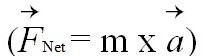 (F⃗Net = m x a⃗)